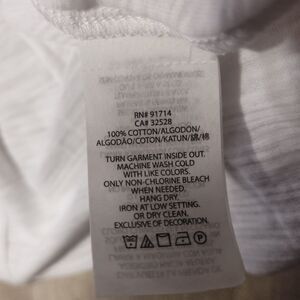 RN# 91714
CA# 32528
100% COTTON/ALGODÓN/
ALGODÃO/COTON/KATUN/綿/棉
TURN GARMENT INSIDE OUT.
MACHINE WASH COLD
WITH LIKE COLORS.
ONLY NON-CHLORINE BLEACH
WHEN NEEDED.
HANG DRY.
IRON AT LOW SETTING.
OR DRY CLEAN.
EXCLUSIVE OF DECORATION.